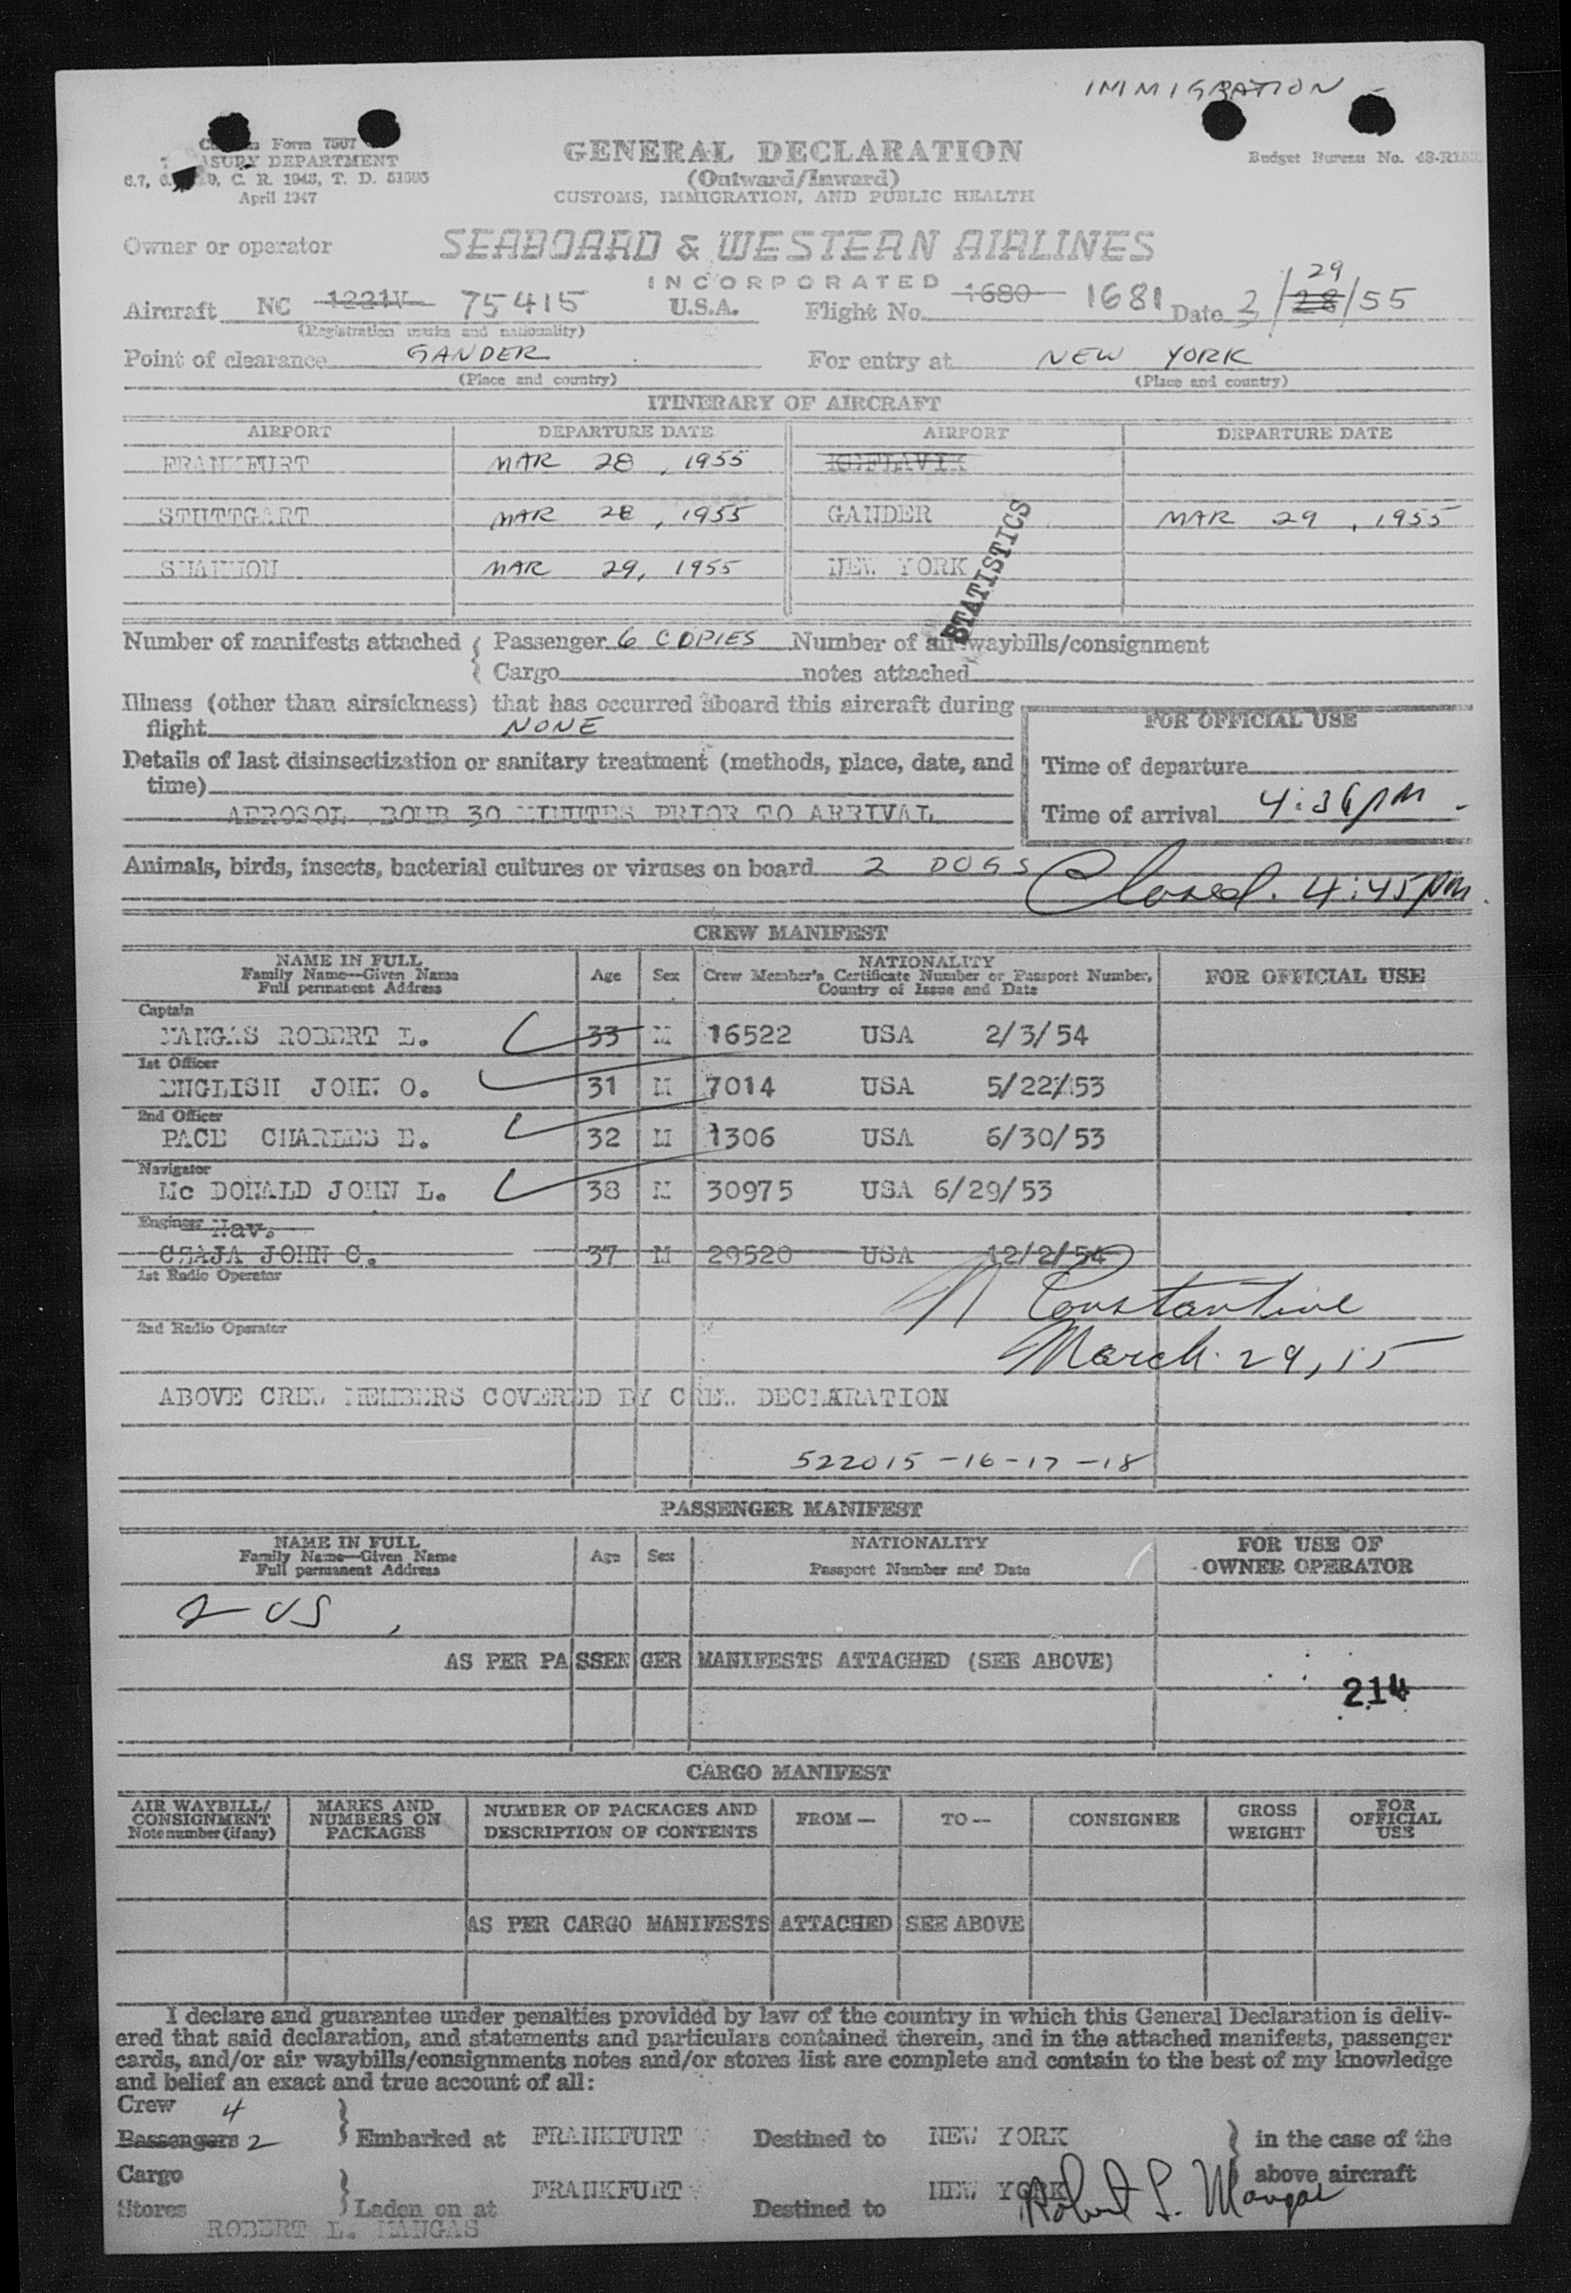 IMMIGRATION -
Form 7507
TREASURY DEPARTMENT
C. R. 1943, T. D. 51595
April 1947
GENERAL DECLARATION
(Outward/Inward)
CUSTOMS, IMMIGRATION, AND PUBLIC HEALTH
Budget Bureau No.
Owner or operator SEABOARD & WESTERN AIRLINES
INCORPORATED
Aircraft NC 1221V 75415 U.S.A. Flight No. 1680 1681 Date 3/28/55 29
(Registration marks and nationality)
Point of clearance GANDER For entry at NEW YORK
(Place and country) (Place and country)
ITINERARY OF AIRCRAFT
AIRPORT DEPARTURE DATE AIRPORT DEPARTURE DATE
FRANKFURT MAR 28, 1955 KEFLAVIK
STUTTGART MAR 28, 1955 GANDER MAR 29, 1955
SHANNON MAR 29, 1955 NEW YORK
STATISTICS
Number of manifests attached { Passenger 6 COPIES Number of air waybills/consignment
Cargo notes attached
Illness (other than airsickness) that has occurred aboard this aircraft during
flight NONE
FOR OFFICIAL USE
Details of last disinsectization or sanitary treatment (methods, place, date, and
time)
Time of departure
AEROSOL BOMB 30 MINUTES PRIOR TO ARRIVAL
Time of arrival 4:36 pm.
Animals, birds, insects, bacterial cultures or viruses on board 2 DOGS
Closed. 4:45 pm.
CREW MANIFEST
NAME IN FULL
Family Name—Given Name
Full permanent Address
Age Sex
NATIONALITY
Crew Member's Certificate Number or Passport Number,
Country of Issue and Date
FOR OFFICIAL USE
Captain
MANGAS ROBERT L. 33 M 16522 USA 2/3/54
1st Officer
ENGLISH JOHN O. 31 M 7014 USA 5/22/53
2nd Officer
PACE CHARLES E. 32 M 1306 USA 6/30/53
Navigator
Mc DONALD JOHN L. 38 M 30975 USA 6/29/53
Engineer Nav.
CZAJA JOHN C. 37 M 29520 USA 12/2/54
1st Radio Operator
N Constantine
2nd Radio Operator
March 29, 55
ABOVE CREW MEMBERS COVERED BY CREW DECLARATION
522015-16-17-18
PASSENGER MANIFEST
NAME IN FULL
Family Name—Given Name
Full permanent Address
Age Sex
NATIONALITY
Passport Number and Date
FOR USE OF
OWNER OPERATOR
2 US
AS PER PASSENGER MANIFESTS ATTACHED (SEE ABOVE)
214
CARGO MANIFEST
AIR WAYBILL/
CONSIGNMENT
Note number (if any)
MARKS AND
NUMBERS ON
PACKAGES
NUMBER OF PACKAGES AND
DESCRIPTION OF CONTENTS
FROM—
TO—
CONSIGNEE
GROSS
WEIGHT
FOR
OFFICIAL
USE
AS PER CARGO MANIFESTS ATTACHED SEE ABOVE
I declare and guarantee under penalties provided by law of the country in which this General Declaration is deliv-
ered that said declaration, and statements and particulars contained therein, and in the attached manifests, passenger
cards, and/or air waybills/consignments notes and/or stores list are complete and contain to the best of my knowledge
and belief an exact and true account of all:
Crew 4
Passengers 2 } Embarked at FRANKFURT Destined to NEW YORK } in the case of the
above aircraft
Cargo
Stores } Laden on at FRANKFURT Destined to NEW YORK
Robert L. Mangas
ROBERT L. MANGAS